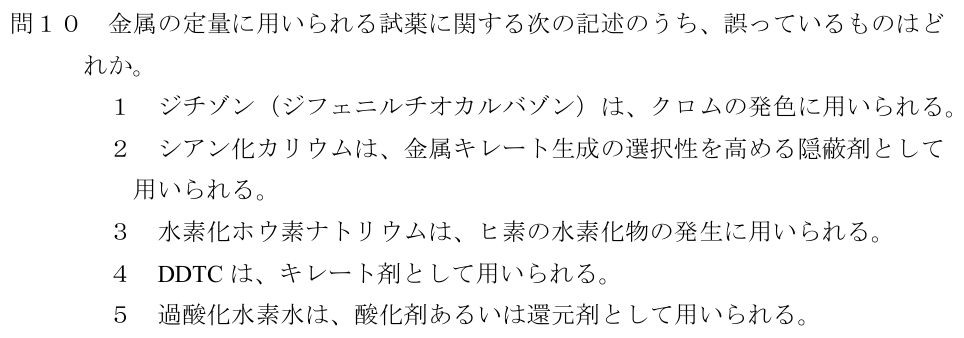 問１０　金属の定量に用いられる試薬に関する次の記述のうち、誤っているものはど
れか。
１　ジチゾン（ジフェニルチオカルバゾン）は、クロムの発色に用いられる。
２　シアン化カリウムは、金属キレート生成の選択性を高める隠蔽剤として
用いられる。
３　水素化ホウ素ナトリウムは、ヒ素の水素化物の発生に用いられる。
４　DDTC は、キレート剤として用いられる。
５　過酸化水素水は、酸化剤あるいは還元剤として用いられる。